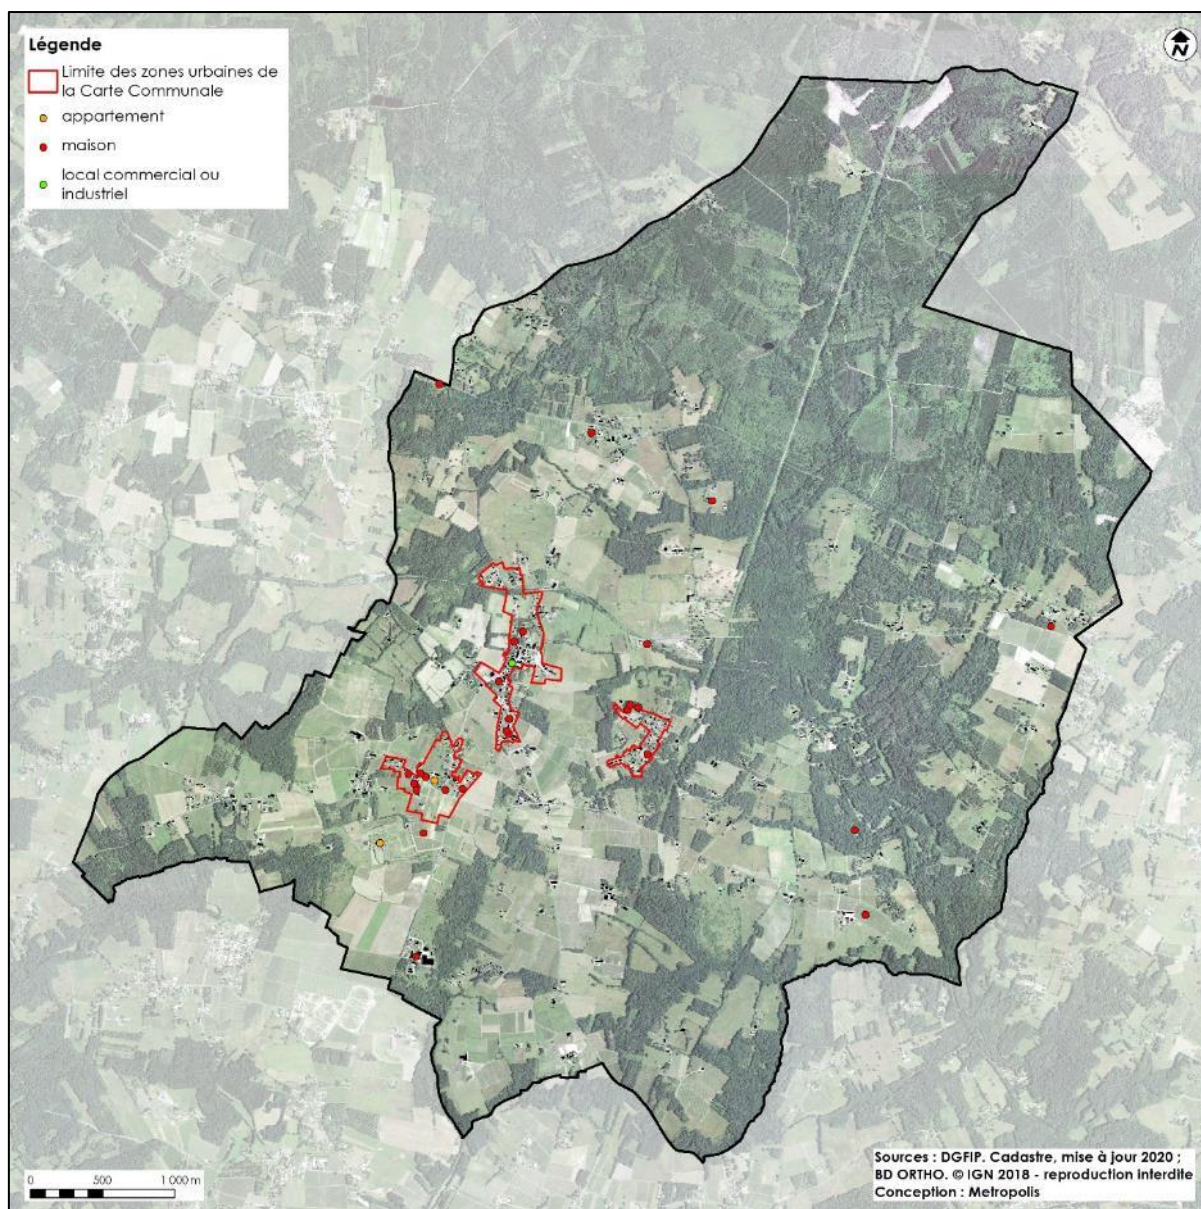 Légende
Limite des zones urbaines de
la Carte Communale
appartement
maison
local commercial ou
industriel
N
0 500 1 000 m
Sources : DGFIP. Cadastre, mise à jour 2020 ;
BD ORTHO. © IGN 2018 - reproduction interdite
Conception : Metropolis